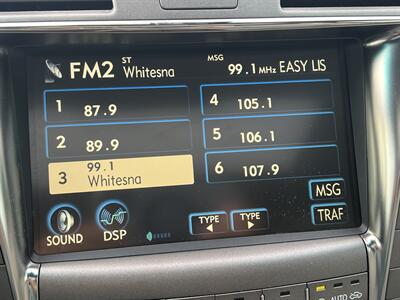 FM2 ST Whitesna MSG 99.1 MHz EASY LIS
1 87.9
2 89.9
3 99.1 Whitesna
4 105.1
5 106.1
6 107.9
SOUND
DSP
TYPE ◀
TYPE ▶
MSG
TRAF
AUTO